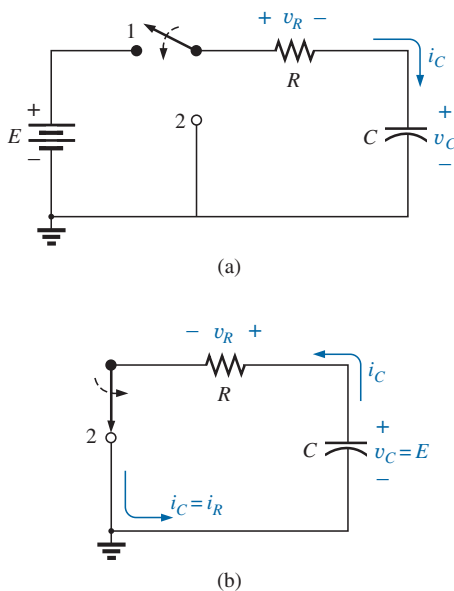 + v_R −
1
R
i_C
2
+
E
−
C
+
v_C
−
(a)
− v_R +
R
i_C
2
C
+
v_C = E
−
i_C = i_R
(b)